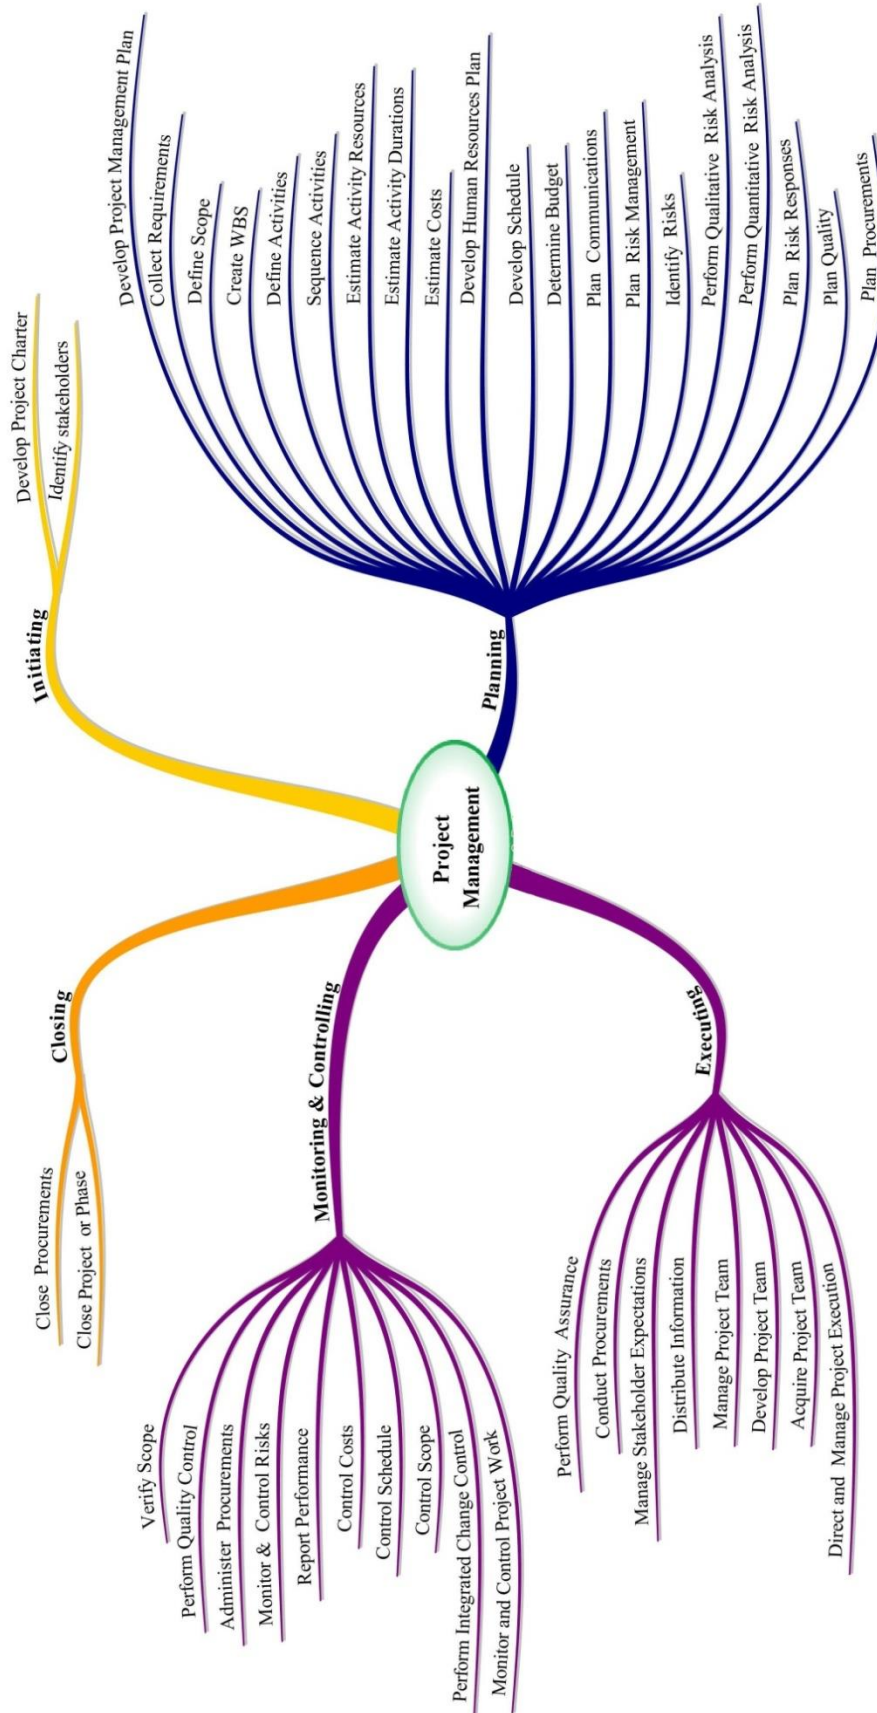 Project
Management
Initiating
Develop Project Charter
Identify stakeholders
Planning
Develop Project Management Plan
Collect Requirements
Define Scope
Create WBS
Define Activities
Sequence Activities
Estimate Activity Resources
Estimate Activity Durations
Estimate Costs
Develop Human Resources Plan
Develop Schedule
Determine Budget
Plan Communications
Plan Risk Management
Identify Risks
Perform Qualitative Risk Analysis
Perform Quantitative Risk Analysis
Plan Risk Responses
Plan Quality
Plan Procurements
Executing
Perform Quality Assurance
Conduct Procurements
Manage Stakeholder Expectations
Distribute Information
Manage Project Team
Develop Project Team
Acquire Project Team
Direct and Manage Project Execution
Monitoring & Controlling
Verify Scope
Perform Quality Control
Administer Procurements
Monitor & Control Risks
Report Performance
Control Costs
Control Schedule
Control Scope
Perform Integrated Change Control
Monitor and Control Project Work
Closing
Close Procurements
Close Project or Phase